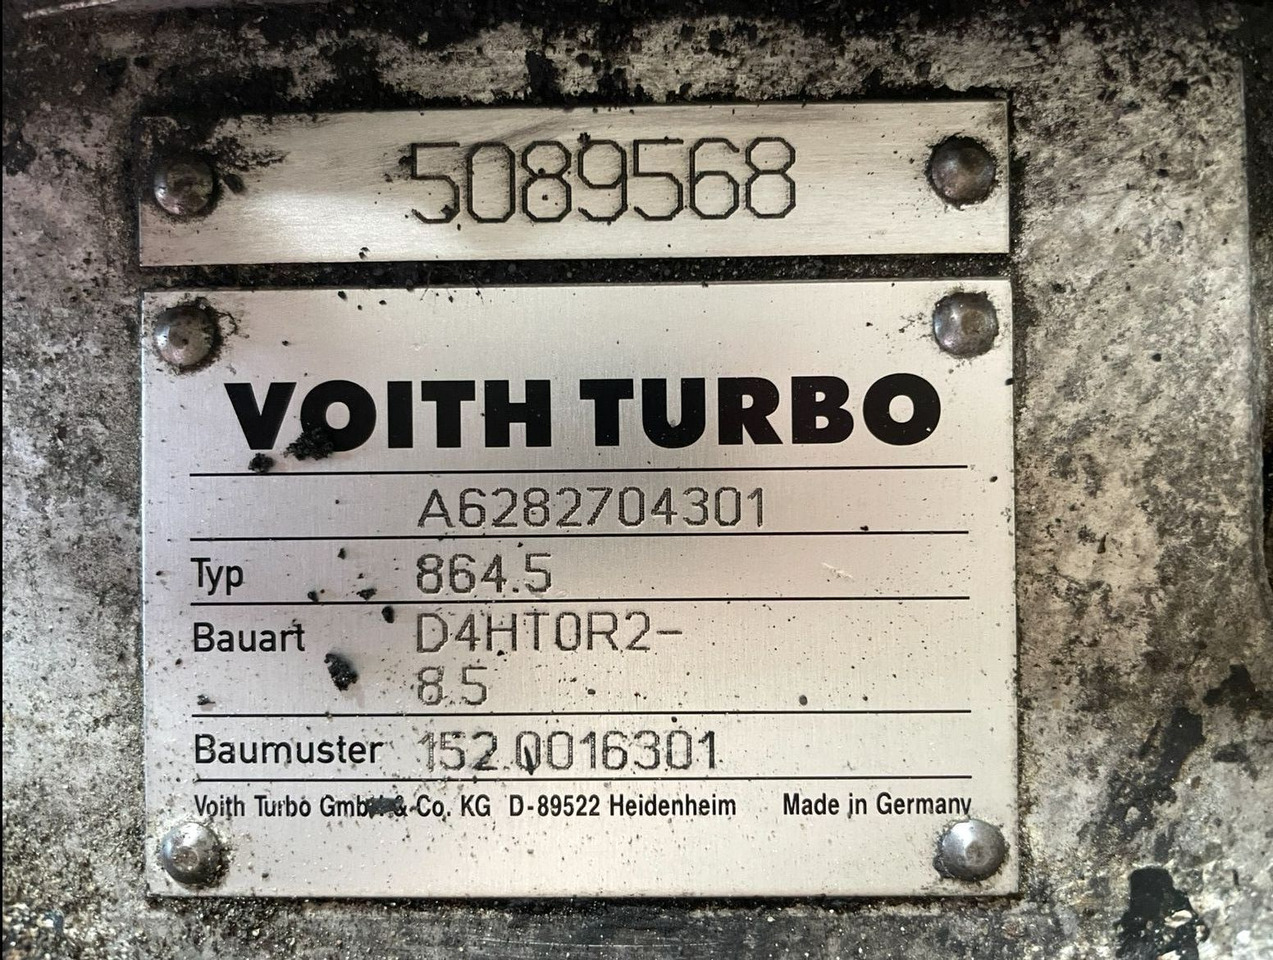 5089568
VOITH TURBO
A6282704301
Typ 864.5
Bauart D4HT0R2-
8.5
Baumuster 152.0016301
Voith Turbo GmbH & Co. KG D-89522 Heidenheim Made in Germany